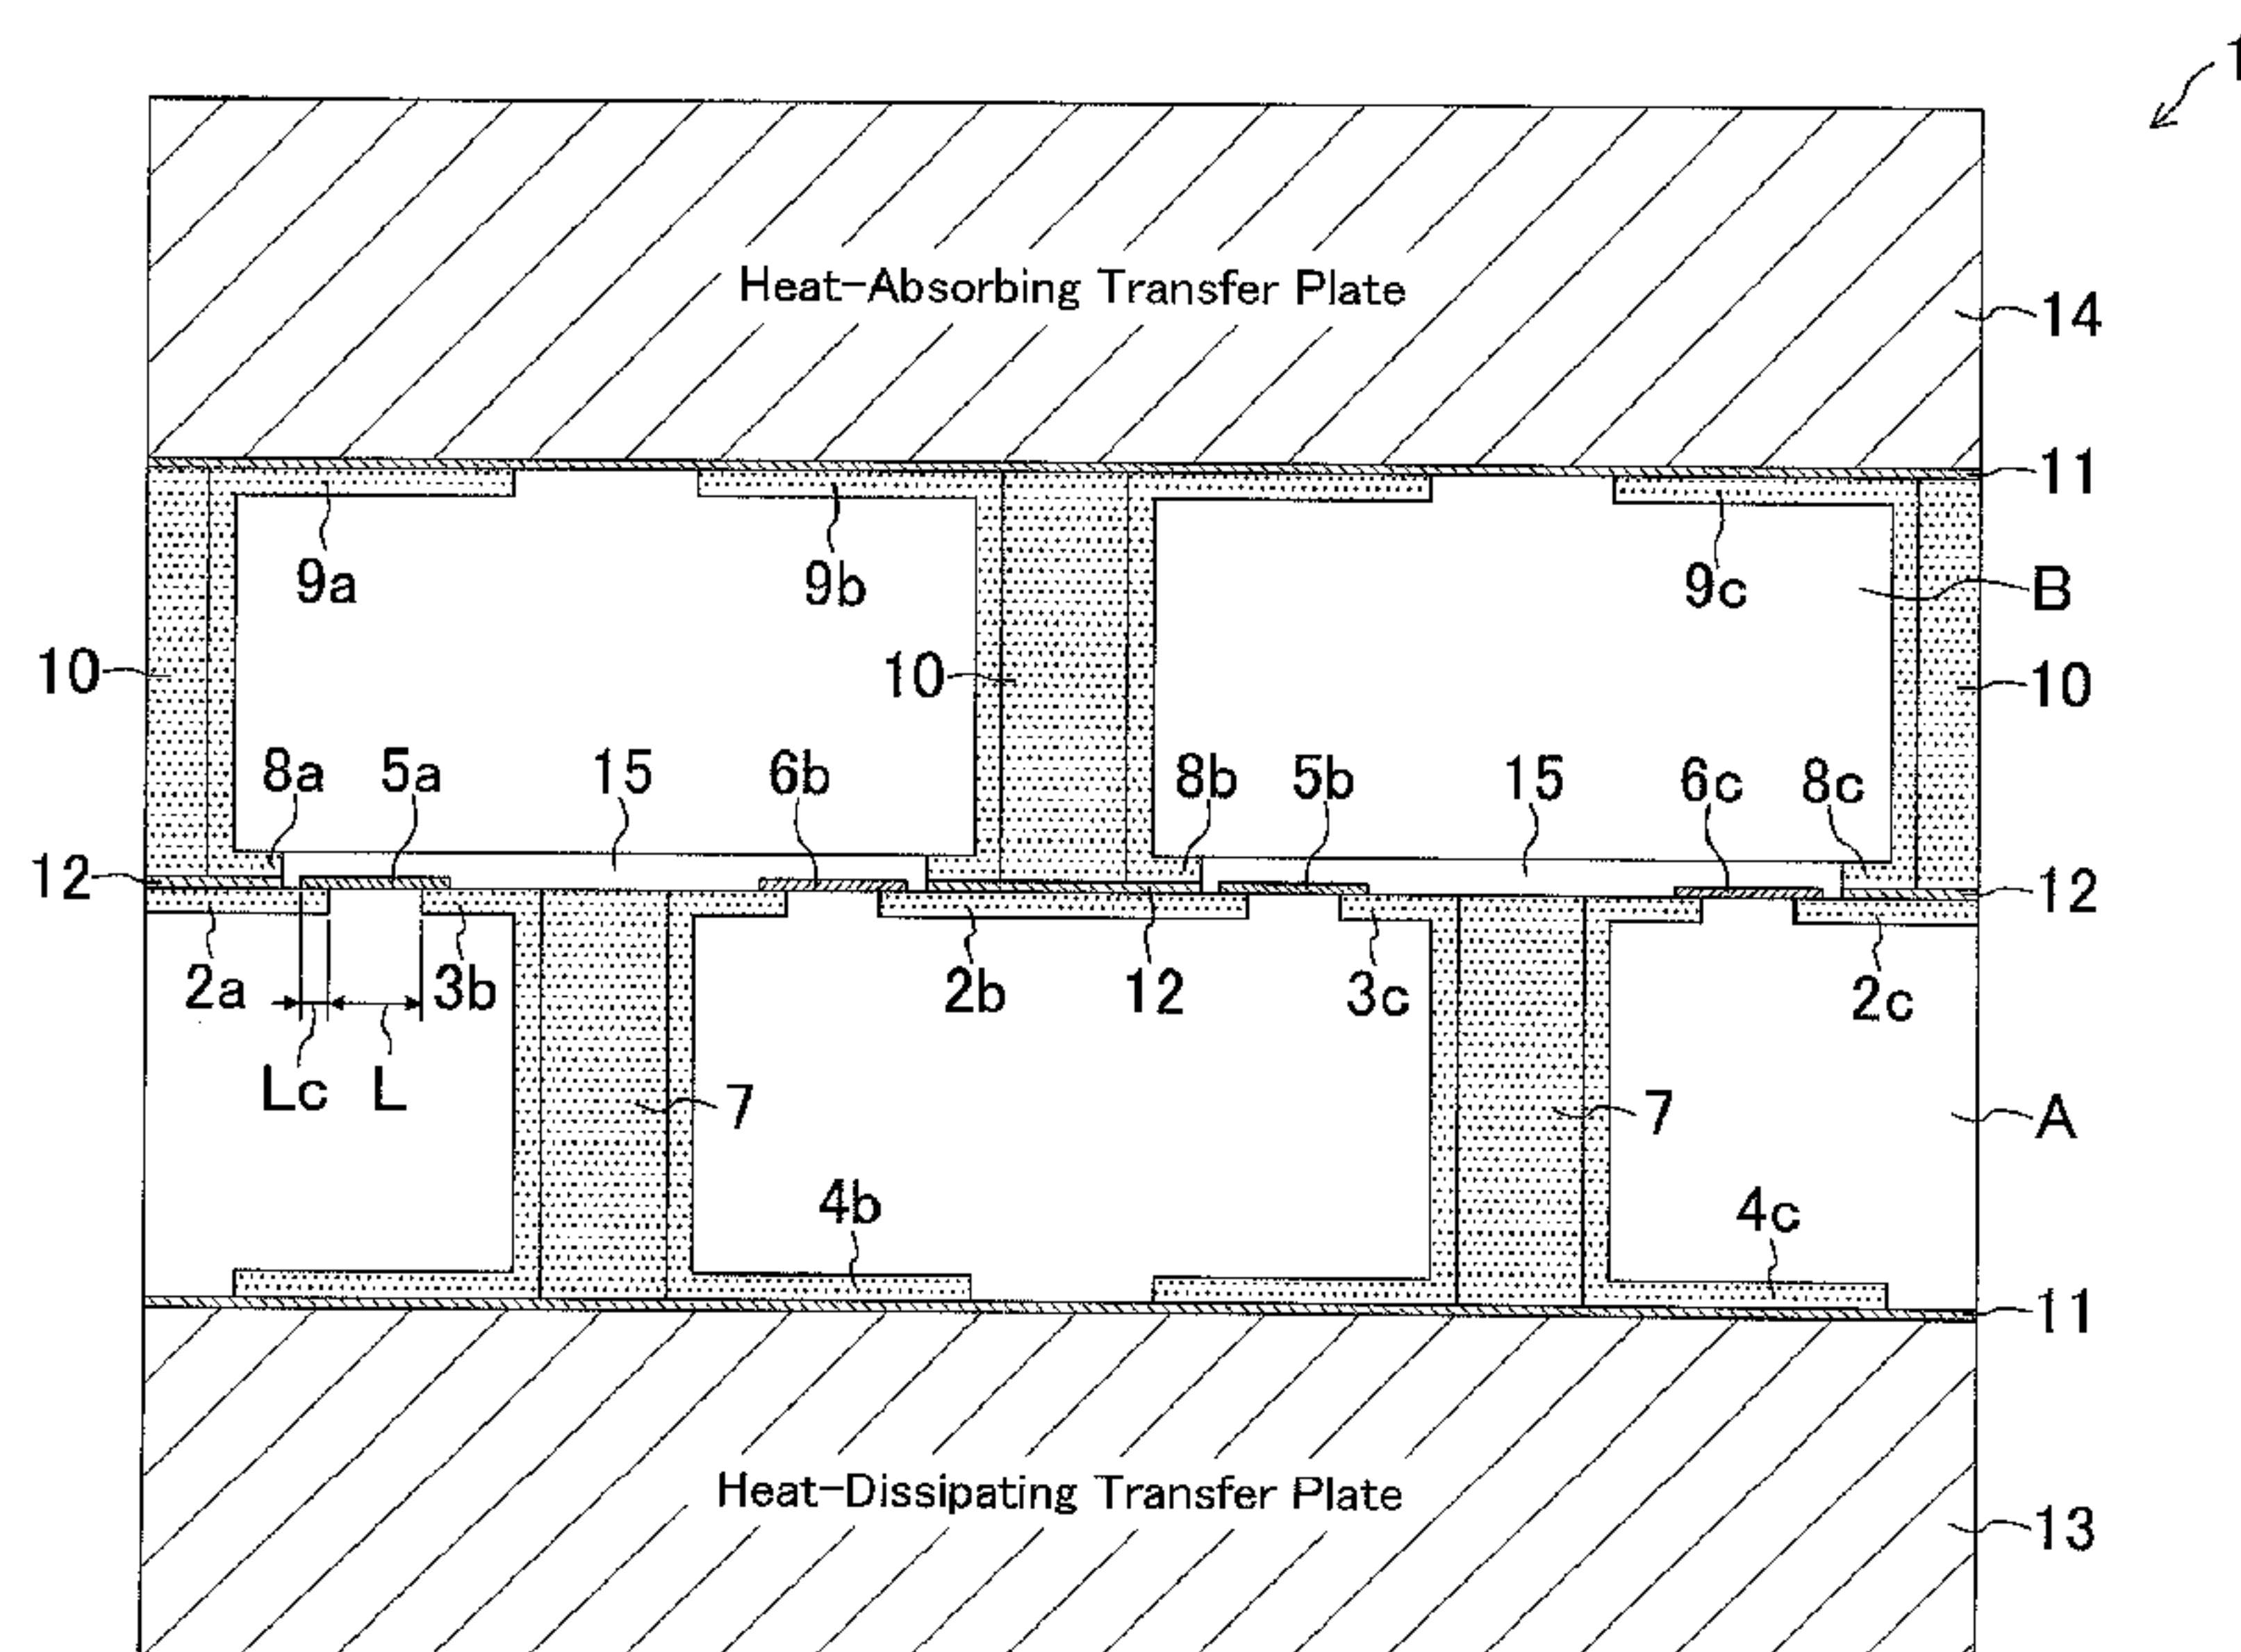 1
Heat-Absorbing Transfer Plate
14
11
9a 9b 9c B
10 10 10
8a 5a 15 6b 8b 5b 15 6c 8c
12 12
2a 3b 2b 12 3c 2c
Lc L 7 7 A
4b 4c
11
Heat-Dissipating Transfer Plate
13